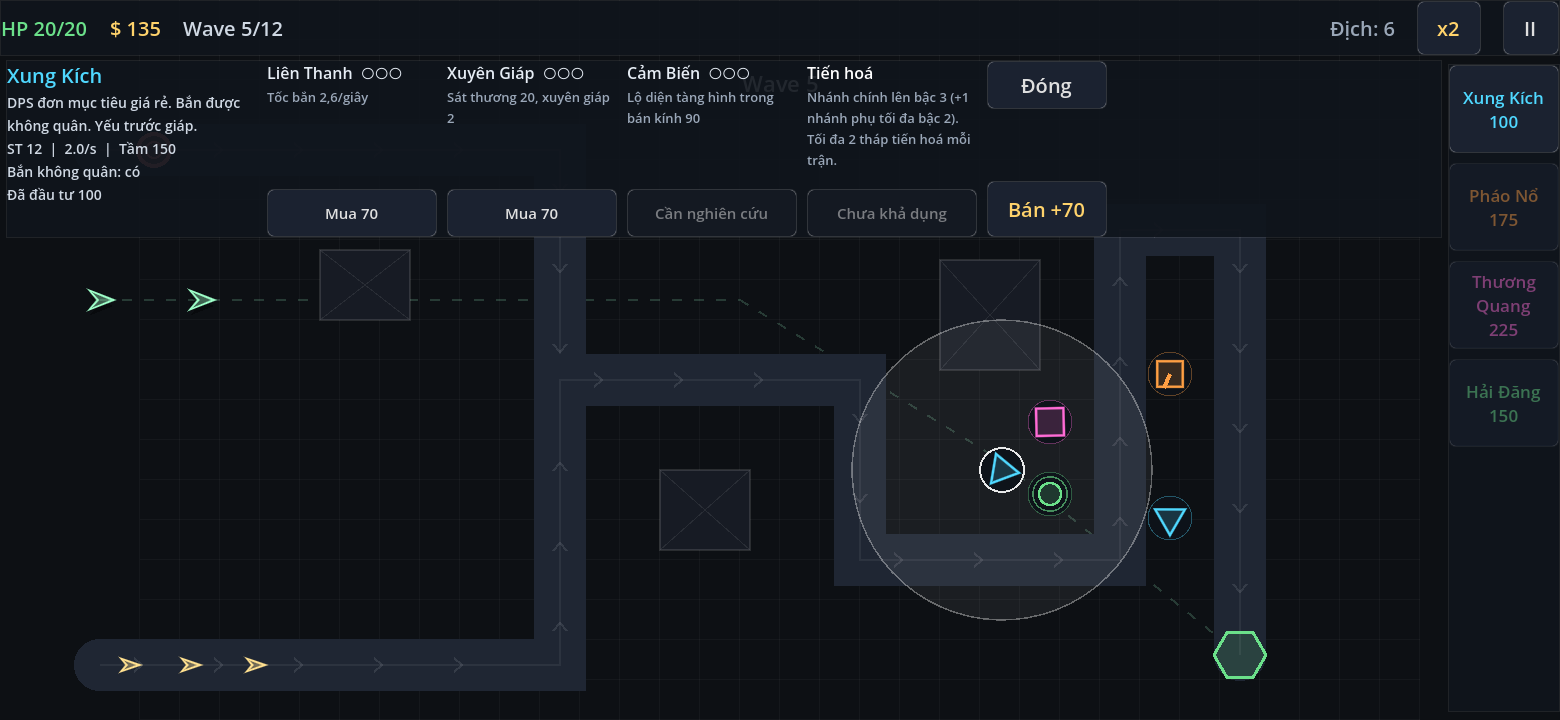 HP 20/20
$ 135
Wave 5/12
Địch: 6
x2
II
Xung Kích
DPS đơn mục tiêu giá rẻ. Bắn được
không quân. Yếu trước giáp.
ST 12 | 2.0/s | Tầm 150
Bắn không quân: có
Đã đầu tư 100
Liên Thanh ○○○
Tốc bắn 2,6/giây
Mua 70
Xuyên Giáp ○○○
Sát thương 20, xuyên giáp
2
Mua 70
Cảm Biến ○○○
Lộ diện tàng hình trong
bán kính 90
Cần nghiên cứu
Tiến hoá
Nhánh chính lên bậc 3 (+1
nhánh phụ tối đa bậc 2).
Tối đa 2 tháp tiến hoá mỗi
trận.
Chưa khả dụng
Wave 5
Đóng
Bán +70
Xung Kích
100
Pháo Nổ
175
Thương
Quang
225
Hải Đăng
150